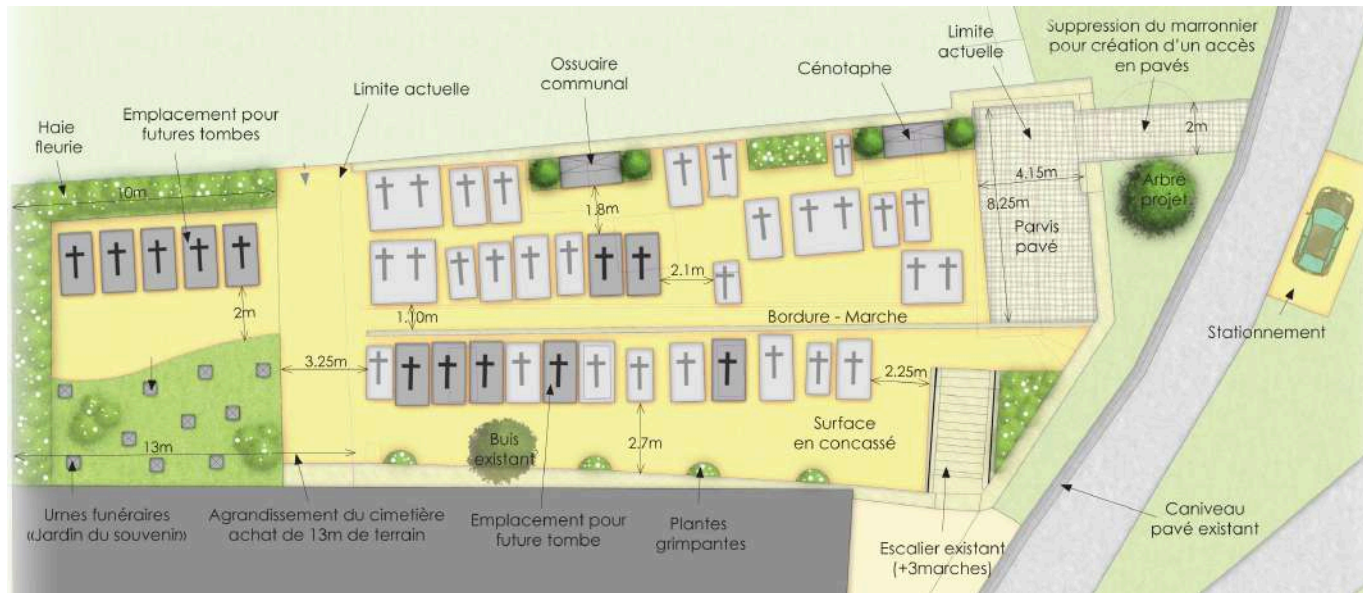 Suppression du marronnier
pour création d'un accès
en pavés
Limite
actuelle
Ossuaire
communal
Cénotaphe
Limite actuelle
Emplacement pour
futures tombes
Haie
fleurie
2m
10m
4.15m
Arbre
projet
8.25m
1.8m
Parvis
pavé
2.1m
2m
1.10m
Bordure - Marche
Stationnement
3.25m
2.25m
13m
Buis
existant
2.7m
Surface
en concassé
Urnes funéraires
«Jardin du souvenir»
Agrandissement du cimetière
achat de 13m de terrain
Emplacement pour
future tombe
Plantes
grimpantes
Escalier existant
(+3marches)
Caniveau
pavé existant